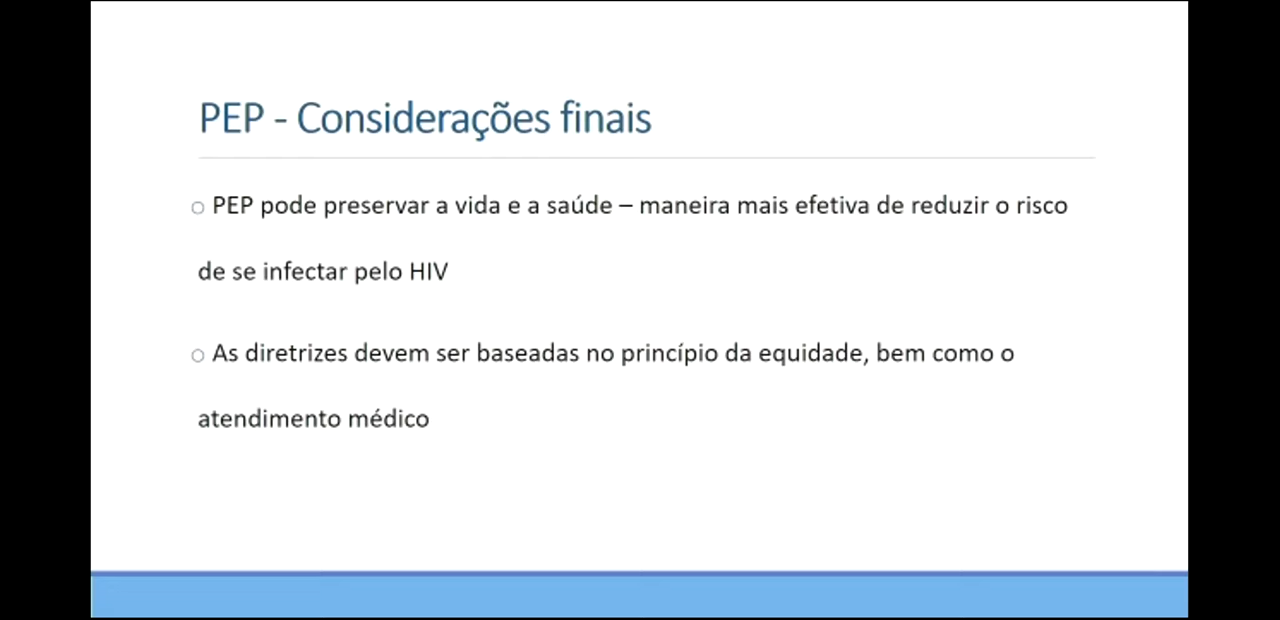 PEP - Considerações finais
○ PEP pode preservar a vida e a saúde – maneira mais efetiva de reduzir o risco
de se infectar pelo HIV
○ As diretrizes devem ser baseadas no princípio da equidade, bem como o
atendimento médico